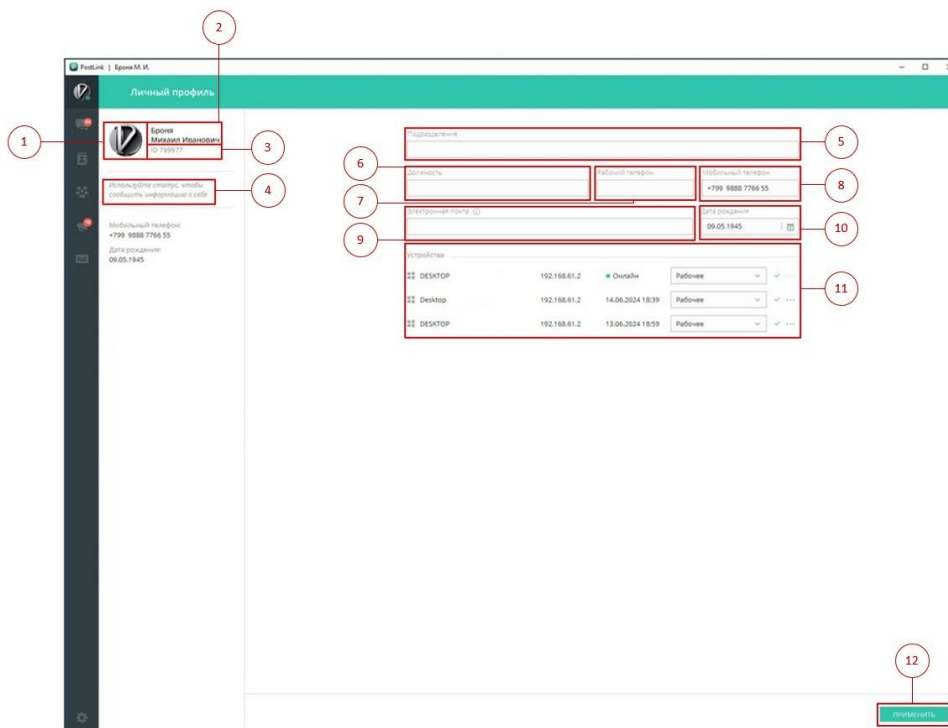 2
PostLink | Броня М. И.
Личный профиль
1
Броня
Михаил Иванович
ID 789977
3
Используйте статус, чтобы
сообщить информацию о себе
4
Мобильный телефон:
+799 9888 7766 55
Дата рождения:
09.05.1945
Подразделение
5
6
Должность
Рабочий телефон
Мобильный телефон
+799 9888 7766 55
8
7
Электронная почта
9
Дата рождения
09.05.1945
10
Устройства
DESKTOP 192.168.61.2 Онлайн Рабочее
11
Desktop 192.168.61.2 14.06.2024 18:39 Рабочее
DESKTOP 192.168.61.2 13.06.2024 18:59 Рабочее
12
ПРИМЕНИТЬ